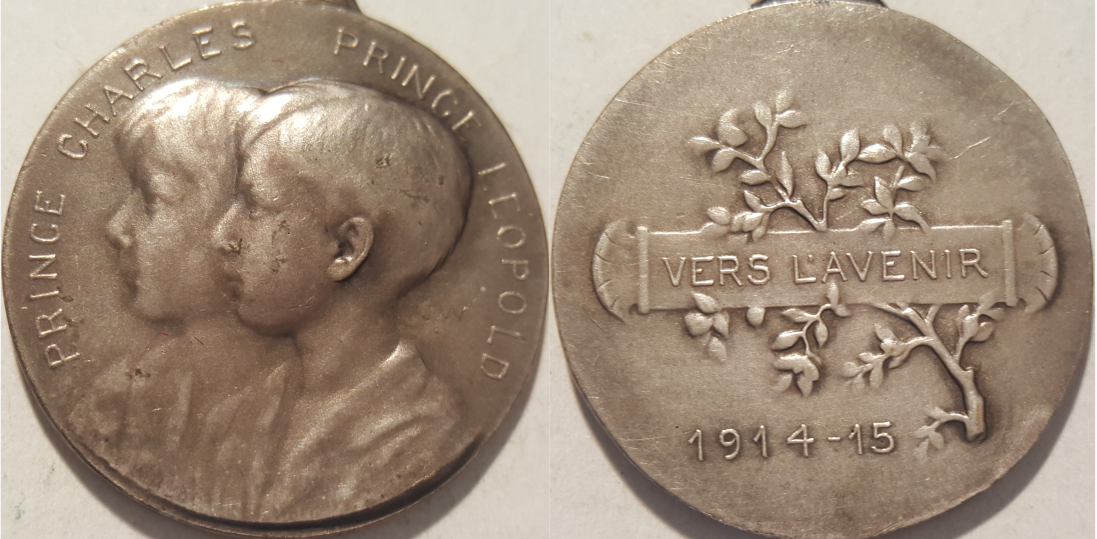 PRINCE CHARLES PRINCE LEOPOLD
VERS L'AVENIR
1914-15